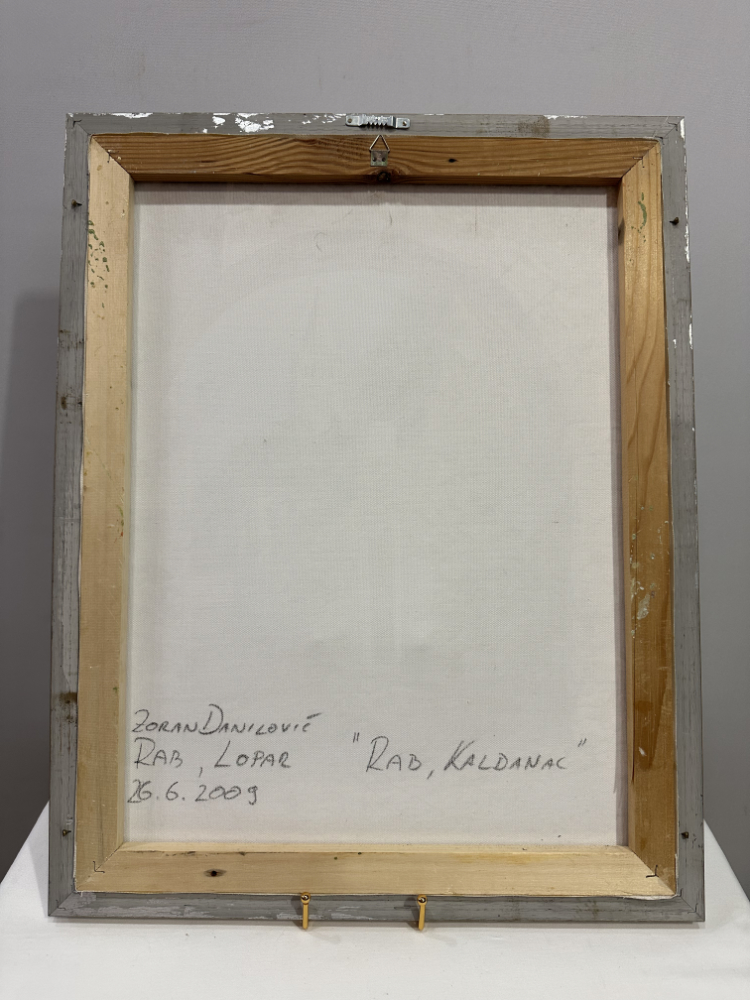 Zoran Danilović
Rab, Lopar
26.6.2009
"Rab, Kaldanac"